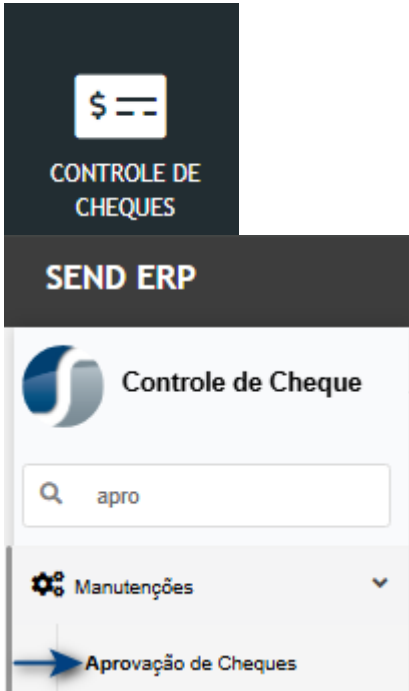 $
CONTROLE DE
CHEQUES
SEND ERP
Controle de Cheque
apro
Manutenções
Aprovação de Cheques